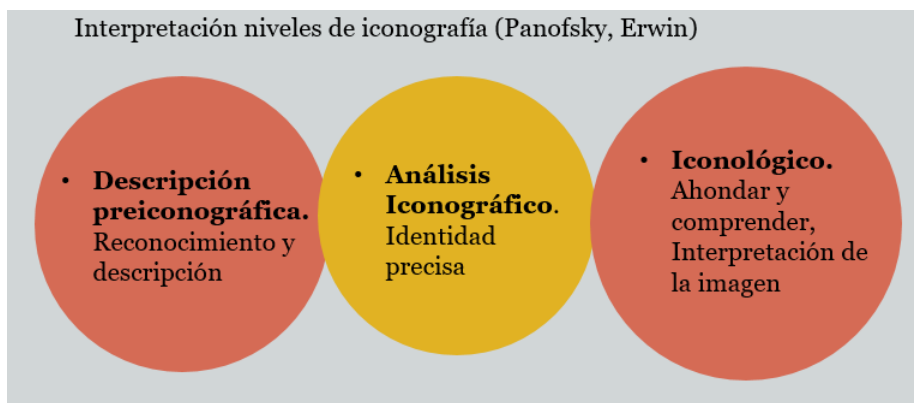 Interpretación niveles de iconografía (Panofsky, Erwin)
• Descripción
preiconográfica.
Reconocimiento y
descripción
• Análisis
Iconográfico.
Identidad
precisa
• Iconológico.
Ahondar y
comprender,
Interpretación de
la imagen